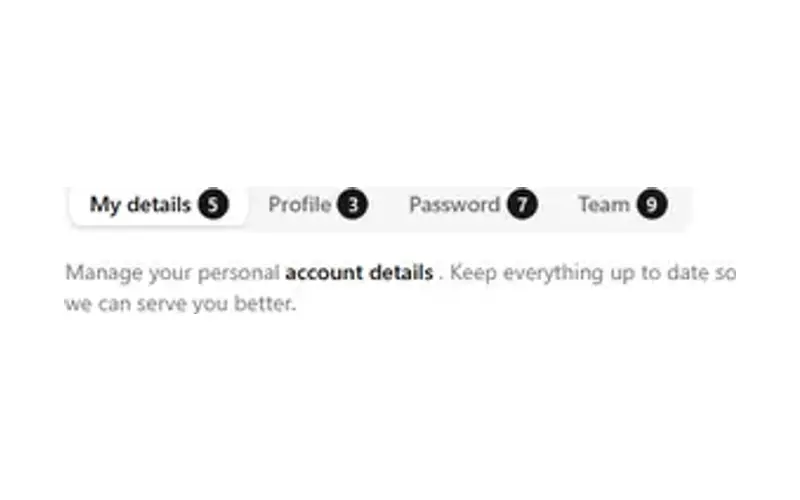 My details 5 Profile 3 Password 7 Team 9
Manage your personal account details . Keep everything up to date so
we can serve you better.